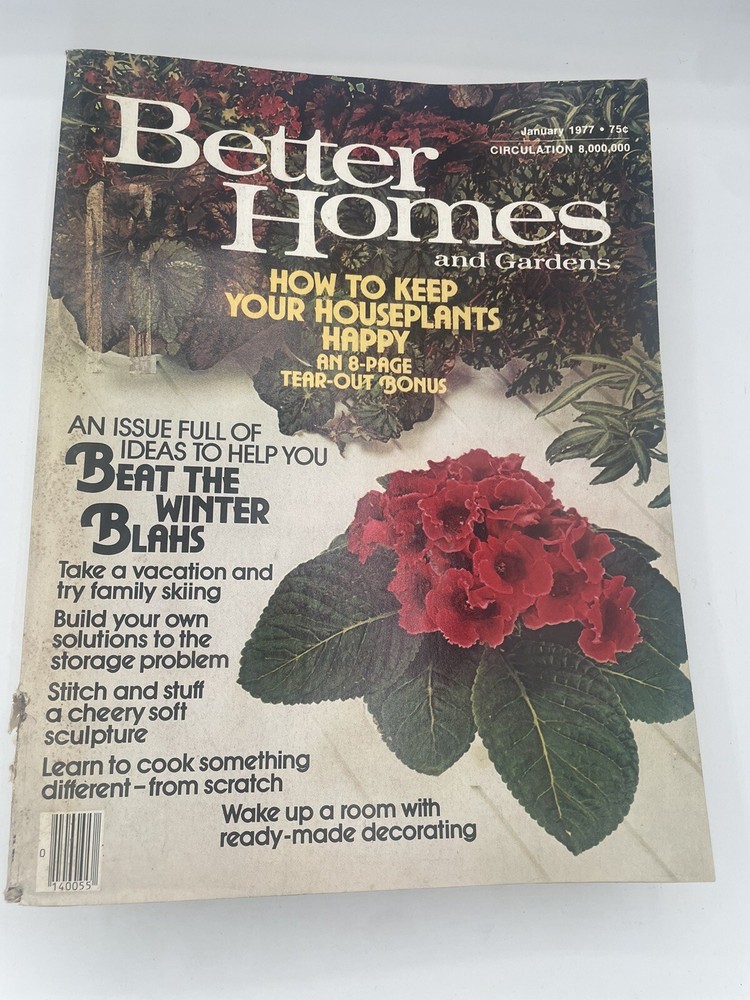 Better
Homes
and Gardens
January 1977 • 75¢
CIRCULATION 8,000,000
HOW TO KEEP
YOUR HOUSEPLANTS
HAPPY
AN 8-PAGE
TEAR-OUT BONUS
AN ISSUE FULL OF
IDEAS TO HELP YOU
BEAT THE
WINTER
BLAHS
Take a vacation and
try family skiing
Build your own
solutions to the
storage problem
Stitch and stuff
a cheery soft
sculpture
Learn to cook something
different–from scratch
Wake up a room with
ready-made decorating
0
140055